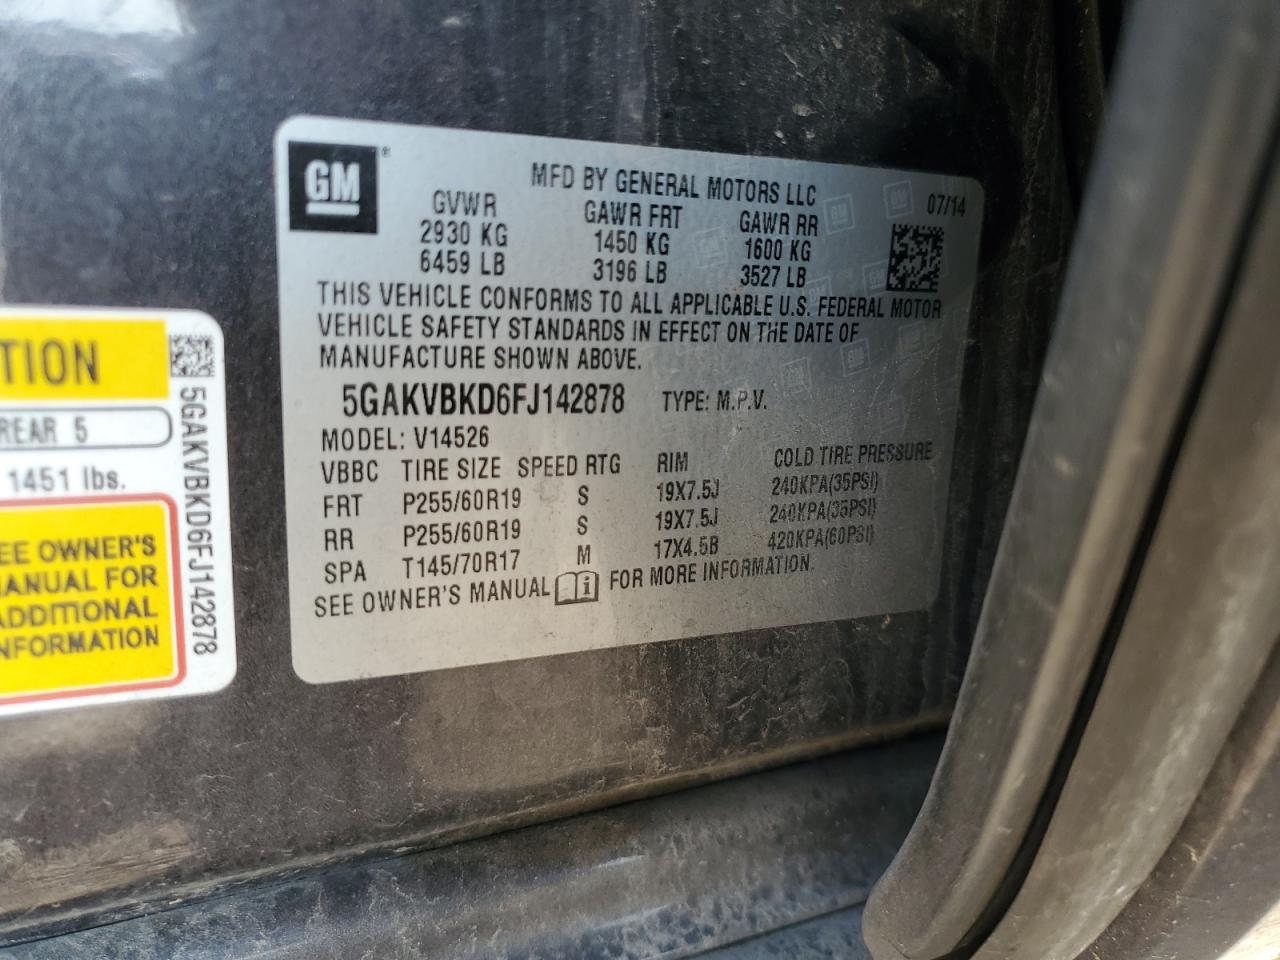 GM®
MFD BY GENERAL MOTORS LLC
07/14
GVWR GAWR FRT GAWR RR
2930 KG 1450 KG 1600 KG
6459 LB 3196 LB 3527 LB
THIS VEHICLE CONFORMS TO ALL APPLICABLE U.S. FEDERAL MOTOR
VEHICLE SAFETY STANDARDS IN EFFECT ON THE DATE OF
MANUFACTURE SHOWN ABOVE.
5GAKVBKD6FJ142878 TYPE: M.P.V.
MODEL: V14526
VBBC TIRE SIZE SPEED RTG RIM COLD TIRE PRESSURE
FRT P255/60R19 S 19X7.5J 240KPA(35PSI)
RR P255/60R19 S 19X7.5J 240KPA(35PSI)
SPA T145/70R17 M 17X4.5B 420KPA(60PSI)
SEE OWNER'S MANUAL i FOR MORE INFORMATION.
TION
REAR 5
1451 lbs.
EE OWNER'S
ANUAL FOR
ADDITIONAL
NFORMATION
5GAKVBKD6FJ142878